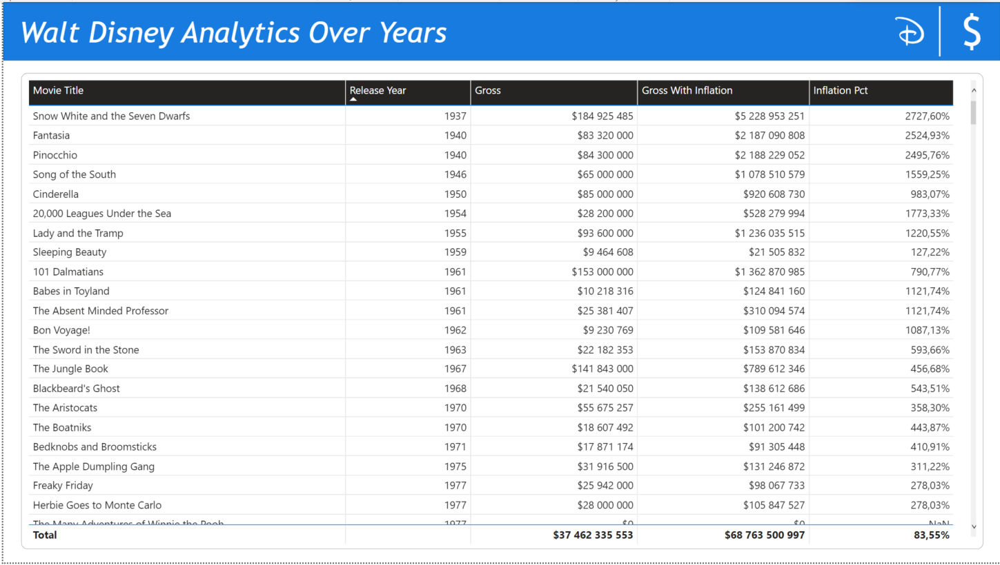 Walt Disney Analytics Over Years $
Movie Title Release Year Gross Gross With Inflation Inflation Pct
Snow White and the Seven Dwarfs 1937 $184 925 485 $5 228 953 251 2727,60%
Fantasia 1940 $83 320 000 $2 187 090 808 2524,93%
Pinocchio 1940 $84 300 000 $2 188 229 052 2495,76%
Song of the South 1946 $65 000 000 $1 078 510 579 1559,25%
Cinderella 1950 $85 000 000 $920 608 730 983,07%
20,000 Leagues Under the Sea 1954 $28 200 000 $528 279 994 1773,33%
Lady and the Tramp 1955 $93 600 000 $1 236 035 515 1220,55%
Sleeping Beauty 1959 $9 464 608 $21 505 832 127,22%
101 Dalmatians 1961 $153 000 000 $1 362 870 985 790,77%
Babes in Toyland 1961 $10 218 316 $124 841 160 1121,74%
The Absent Minded Professor 1961 $25 381 407 $310 094 574 1121,74%
Bon Voyage! 1962 $9 230 769 $109 581 646 1087,13%
The Sword in the Stone 1963 $22 182 353 $153 870 834 593,66%
The Jungle Book 1967 $141 843 000 $789 612 346 456,68%
Blackbeard's Ghost 1968 $21 540 050 $138 612 686 543,51%
The Aristocats 1970 $55 675 257 $255 161 499 358,30%
The Boatniks 1970 $18 607 492 $101 200 742 443,87%
Bedknobs and Broomsticks 1971 $17 871 174 $91 305 448 410,91%
The Apple Dumpling Gang 1975 $31 916 500 $131 246 872 311,22%
Freaky Friday 1977 $25 942 000 $98 067 733 278,03%
Herbie Goes to Monte Carlo 1977 $28 000 000 $105 847 527 278,03%
The Many Adventures of Winnie the Pooh 1977 $0 $0 NaN
Total $37 462 335 553 $68 763 500 997 83,55%